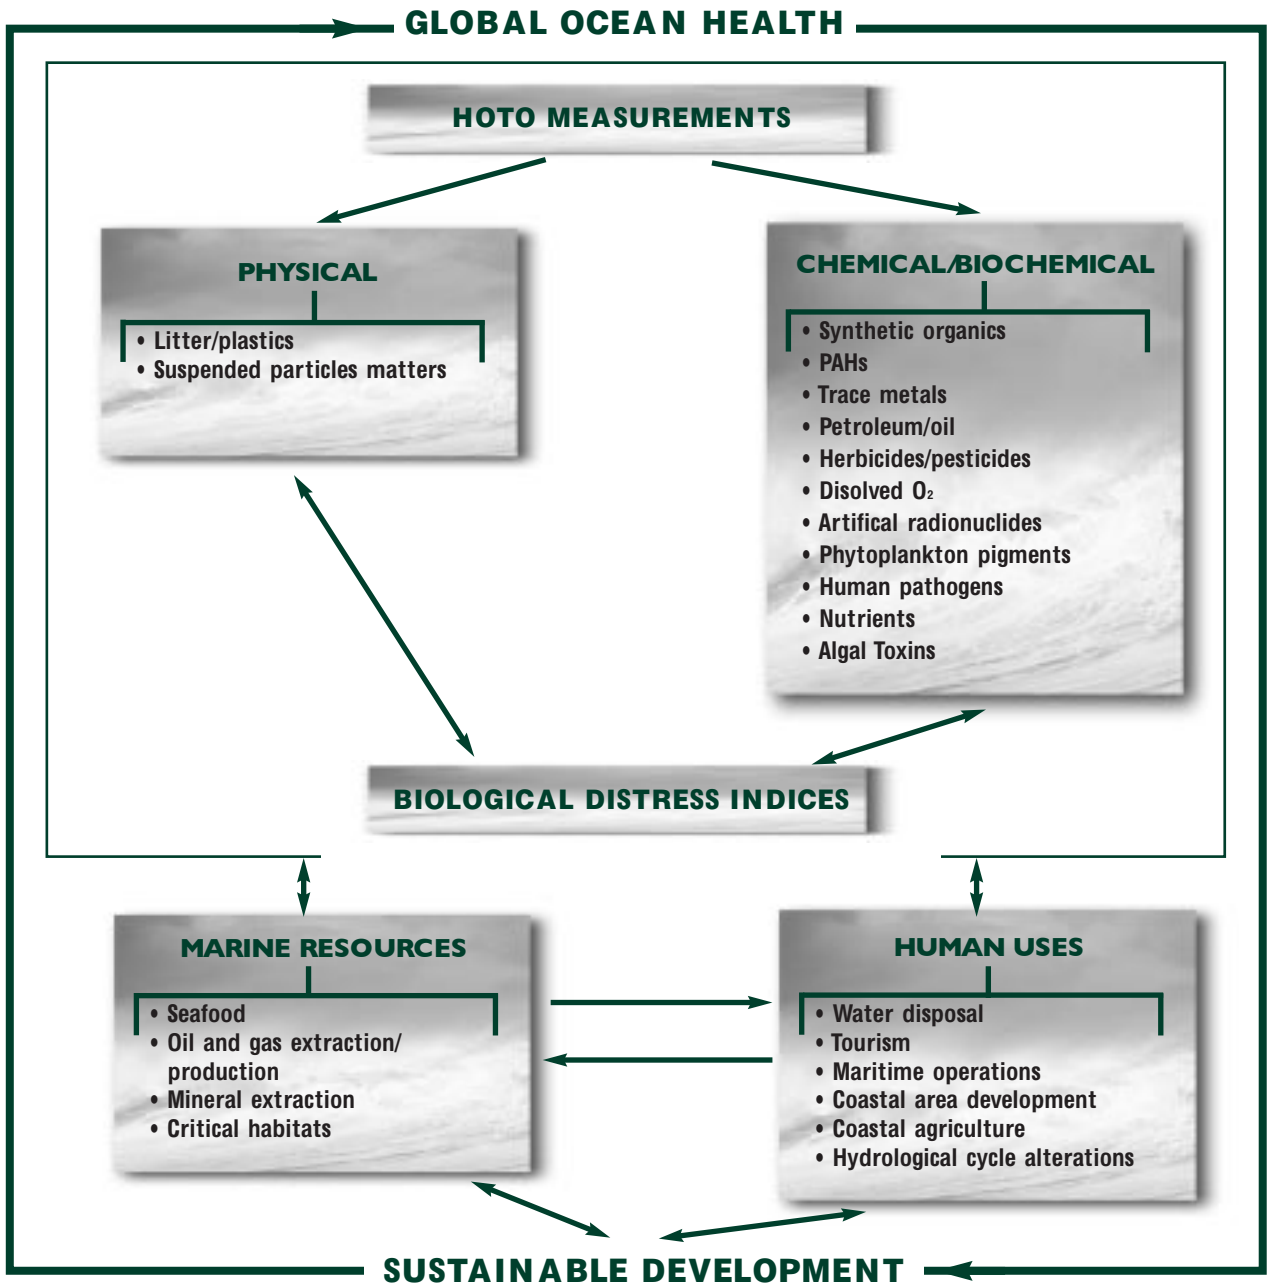 GLOBAL OCEAN HEALTH
HOTO MEASUREMENTS
PHYSICAL
• Litter/plastics
• Suspended particles matters
CHEMICAL/BIOCHEMICAL
• Synthetic organics
• PAHs
• Trace metals
• Petroleum/oil
• Herbicides/pesticides
• Disolved O₂
• Artifical radionuclides
• Phytoplankton pigments
• Human pathogens
• Nutrients
• Algal Toxins
BIOLOGICAL DISTRESS INDICES
MARINE RESOURCES
• Seafood
• Oil and gas extraction/
production
• Mineral extraction
• Critical habitats
HUMAN USES
• Water disposal
• Tourism
• Maritime operations
• Coastal area development
• Coastal agriculture
• Hydrological cycle alterations
SUSTAINABLE DEVELOPMENT